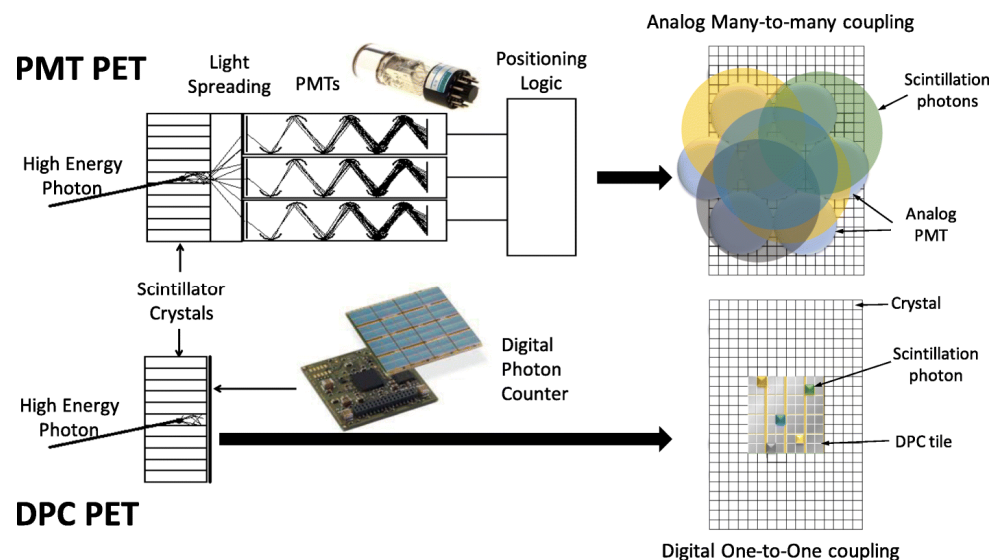 Analog Many-to-many coupling
PMT PET
Light
Spreading
PMTs
Positioning
Logic
Scintillation
photons
High Energy
Photon
Analog
PMT
Scintillator
Crystals
Digital
Photon
Counter
Crystal
Scintillation
photon
High Energy
Photon
DPC tile
DPC PET
Digital One-to-One coupling